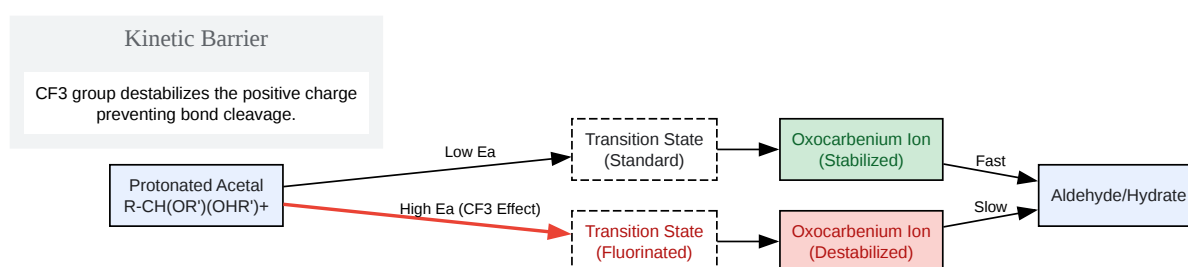 Kinetic Barrier
CF3 group destabilizes the positive charge
preventing bond cleavage.
Protonated Acetal
R-CH(OR')(OHR')+
Low Ea
High Ea (CF3 Effect)
Transition State
(Standard)
Transition State
(Fluorinated)
Oxocarbenium Ion
(Stabilized)
Oxocarbenium Ion
(Destabilized)
Fast
Slow
Aldehyde/Hydrate